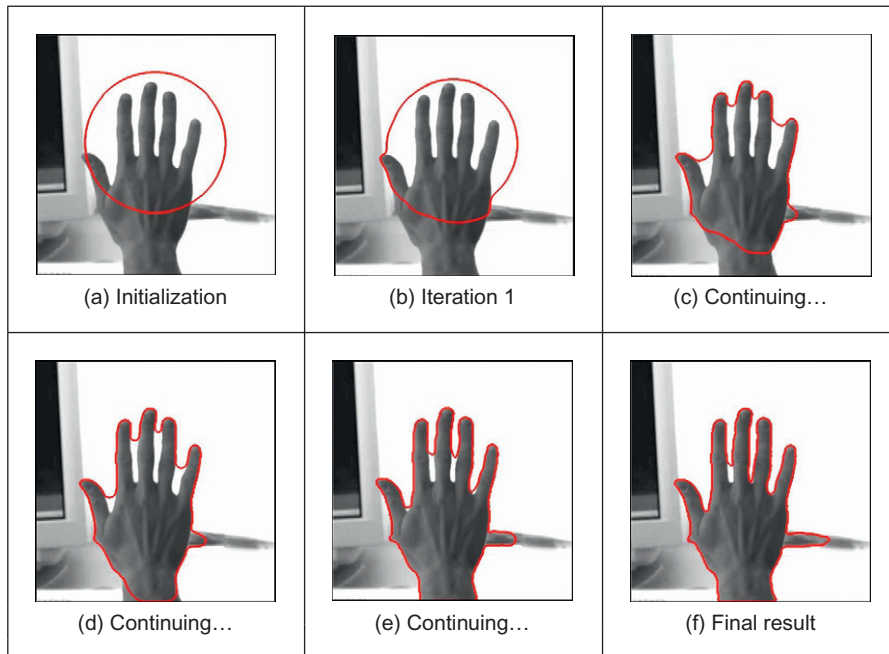 (a) Initialization
(b) Iteration 1
(c) Continuing…
(d) Continuing…
(e) Continuing…
(f) Final result